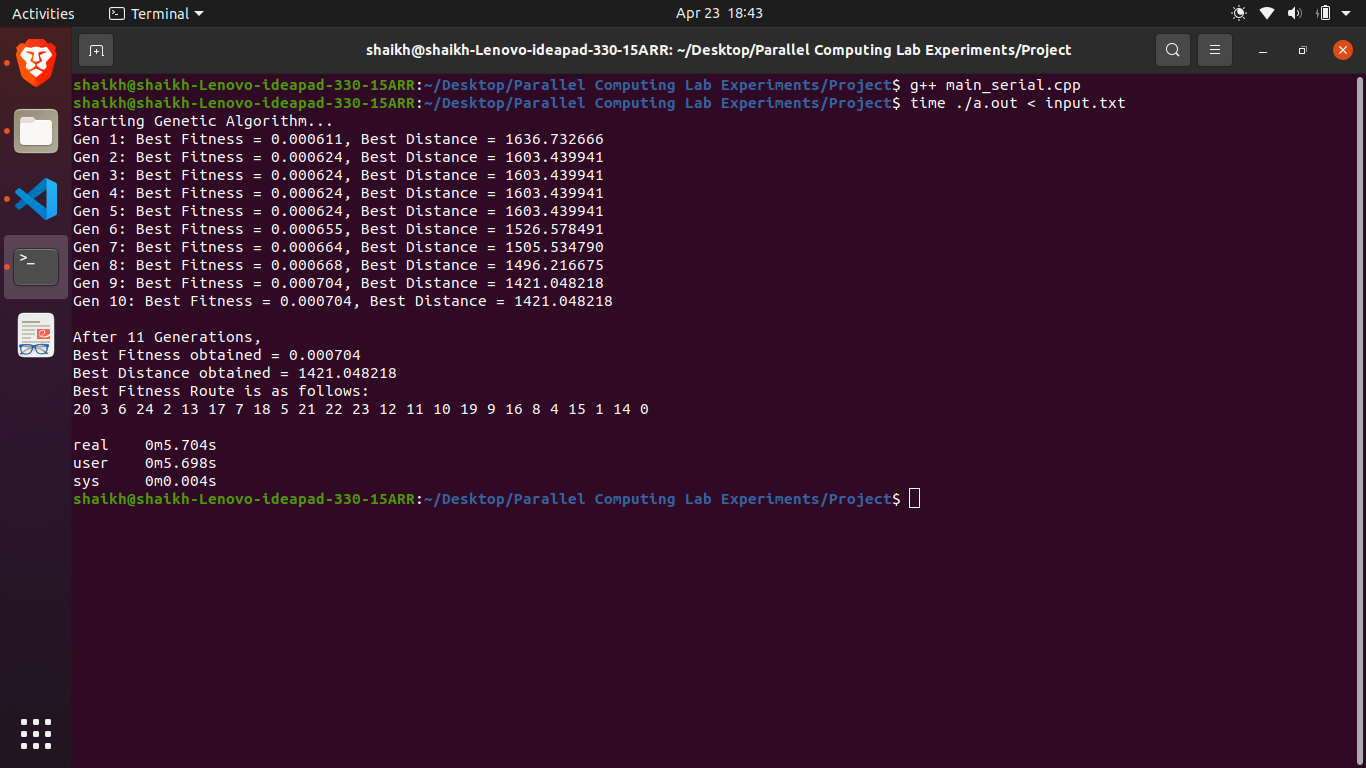 Activities
Terminal
Apr 23 18:43
shaikh@shaikh-Lenovo-ideapad-330-15ARR: ~/Desktop/Parallel Computing Lab Experiments/Project
shaikh@shaikh-Lenovo-ideapad-330-15ARR:~/Desktop/Parallel Computing Lab Experiments/Project$ g++ main_serial.cpp
shaikh@shaikh-Lenovo-ideapad-330-15ARR:~/Desktop/Parallel Computing Lab Experiments/Project$ time ./a.out < input.txt
Starting Genetic Algorithm...
Gen 1: Best Fitness = 0.000611, Best Distance = 1636.732666
Gen 2: Best Fitness = 0.000624, Best Distance = 1603.439941
Gen 3: Best Fitness = 0.000624, Best Distance = 1603.439941
Gen 4: Best Fitness = 0.000624, Best Distance = 1603.439941
Gen 5: Best Fitness = 0.000624, Best Distance = 1603.439941
Gen 6: Best Fitness = 0.000655, Best Distance = 1526.578491
Gen 7: Best Fitness = 0.000664, Best Distance = 1505.534790
Gen 8: Best Fitness = 0.000668, Best Distance = 1496.216675
Gen 9: Best Fitness = 0.000704, Best Distance = 1421.048218
Gen 10: Best Fitness = 0.000704, Best Distance = 1421.048218
After 11 Generations,
Best Fitness obtained = 0.000704
Best Distance obtained = 1421.048218
Best Fitness Route is as follows:
20 3 6 24 2 13 17 7 18 5 21 22 23 12 11 10 19 9 16 8 4 15 1 14 0
real 0m5.704s
user 0m5.698s
sys 0m0.004s
shaikh@shaikh-Lenovo-ideapad-330-15ARR:~/Desktop/Parallel Computing Lab Experiments/Project$